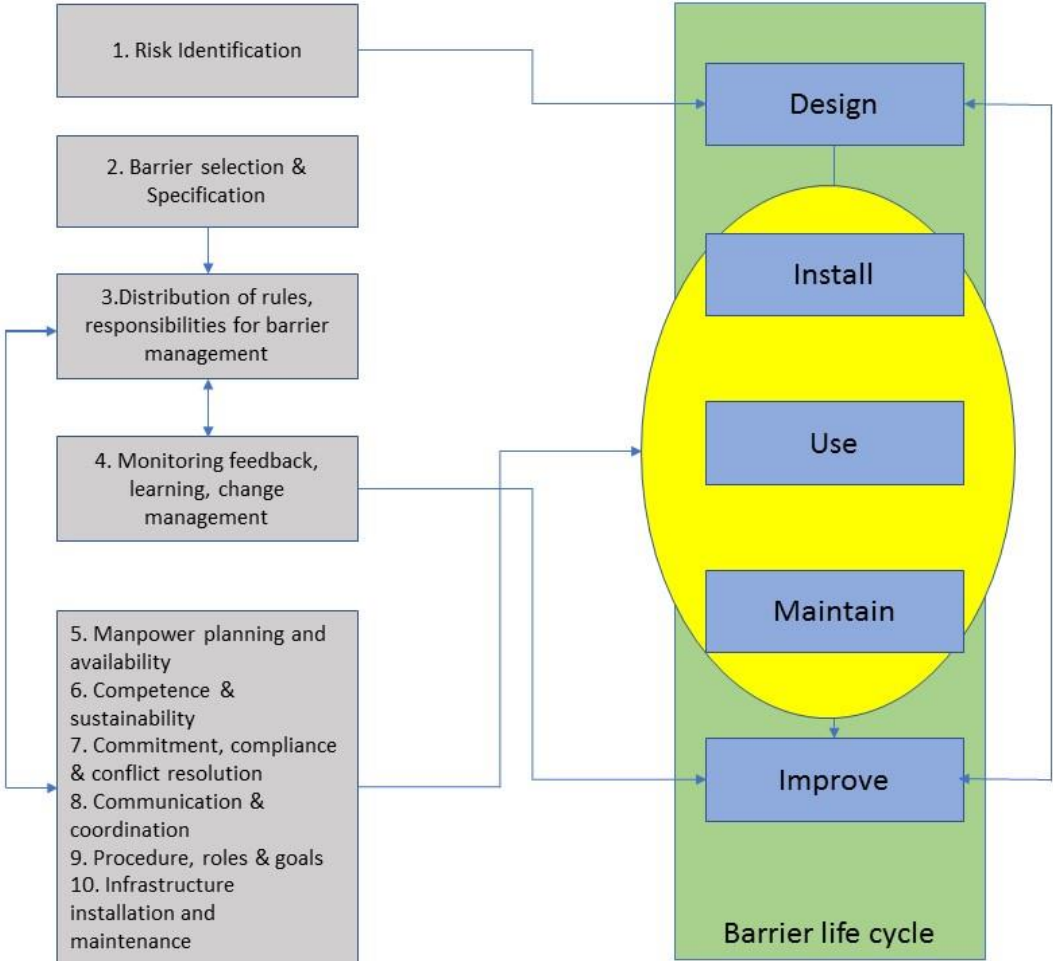 1. Risk Identification
2. Barrier selection &
Specification
3.Distribution of rules,
responsibilities for barrier
management
4. Monitoring feedback,
learning, change
management
5. Manpower planning and
availability
6. Competence &
sustainability
7. Commitment, compliance
& conflict resolution
8. Communication &
coordination
9. Procedure, roles & goals
10. Infrastructure
installation and
maintenance
Design
Install
Use
Maintain
Improve
Barrier life cycle